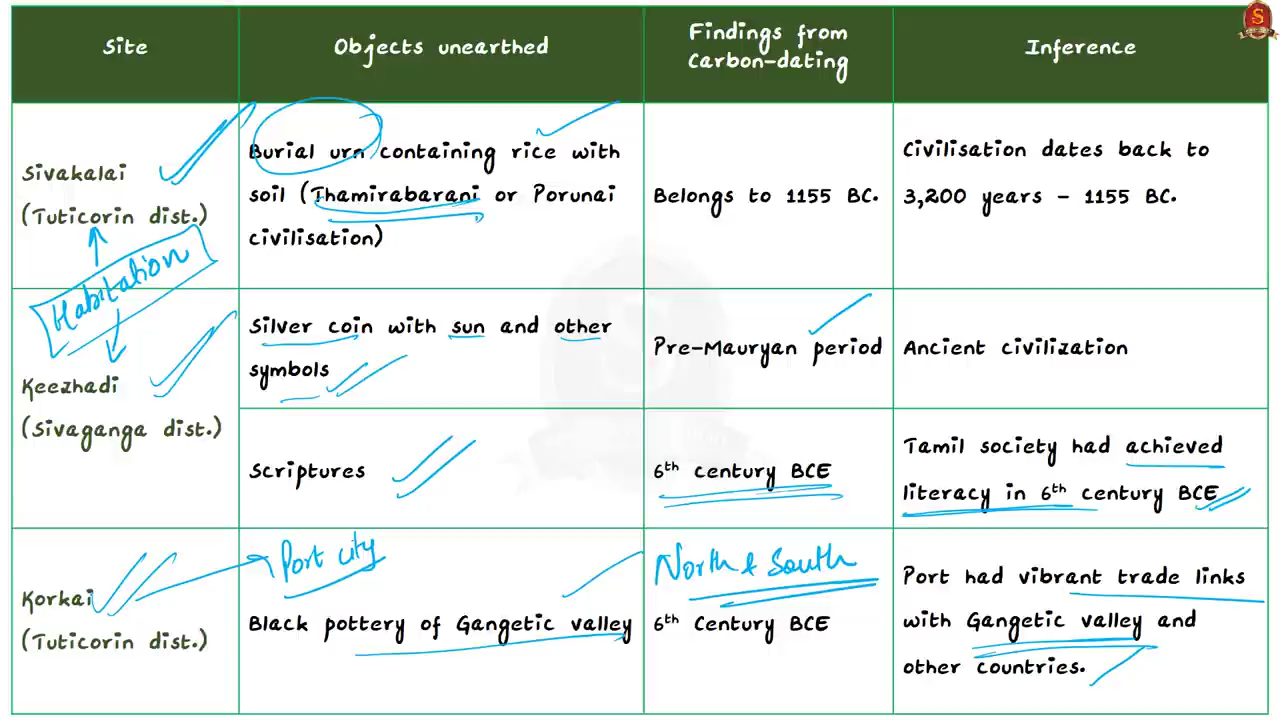 Site
Objects unearthed
Findings from
Carbon-dating
Inference
Sivakalai
(Tuticorin dist.)
Burial urn containing rice with
soil (Thamirabarani or Porunai
civilisation)
Belongs to 1155 BC.
Civilisation dates back to
3,200 years - 1155 BC.
Habitation
Keezhadi
(Sivaganga dist.)
Silver coin with sun and other
symbols
Pre-Mauryan period
Ancient civilization
Scriptures
6th century BCE
Tamil society had achieved
literacy in 6th century BCE
Korkai
(Tuticorin dist.)
Port city
Black pottery of Gangetic valley
North & South
6th Century BCE
Port had vibrant trade links
with Gangetic valley and
other countries.
S